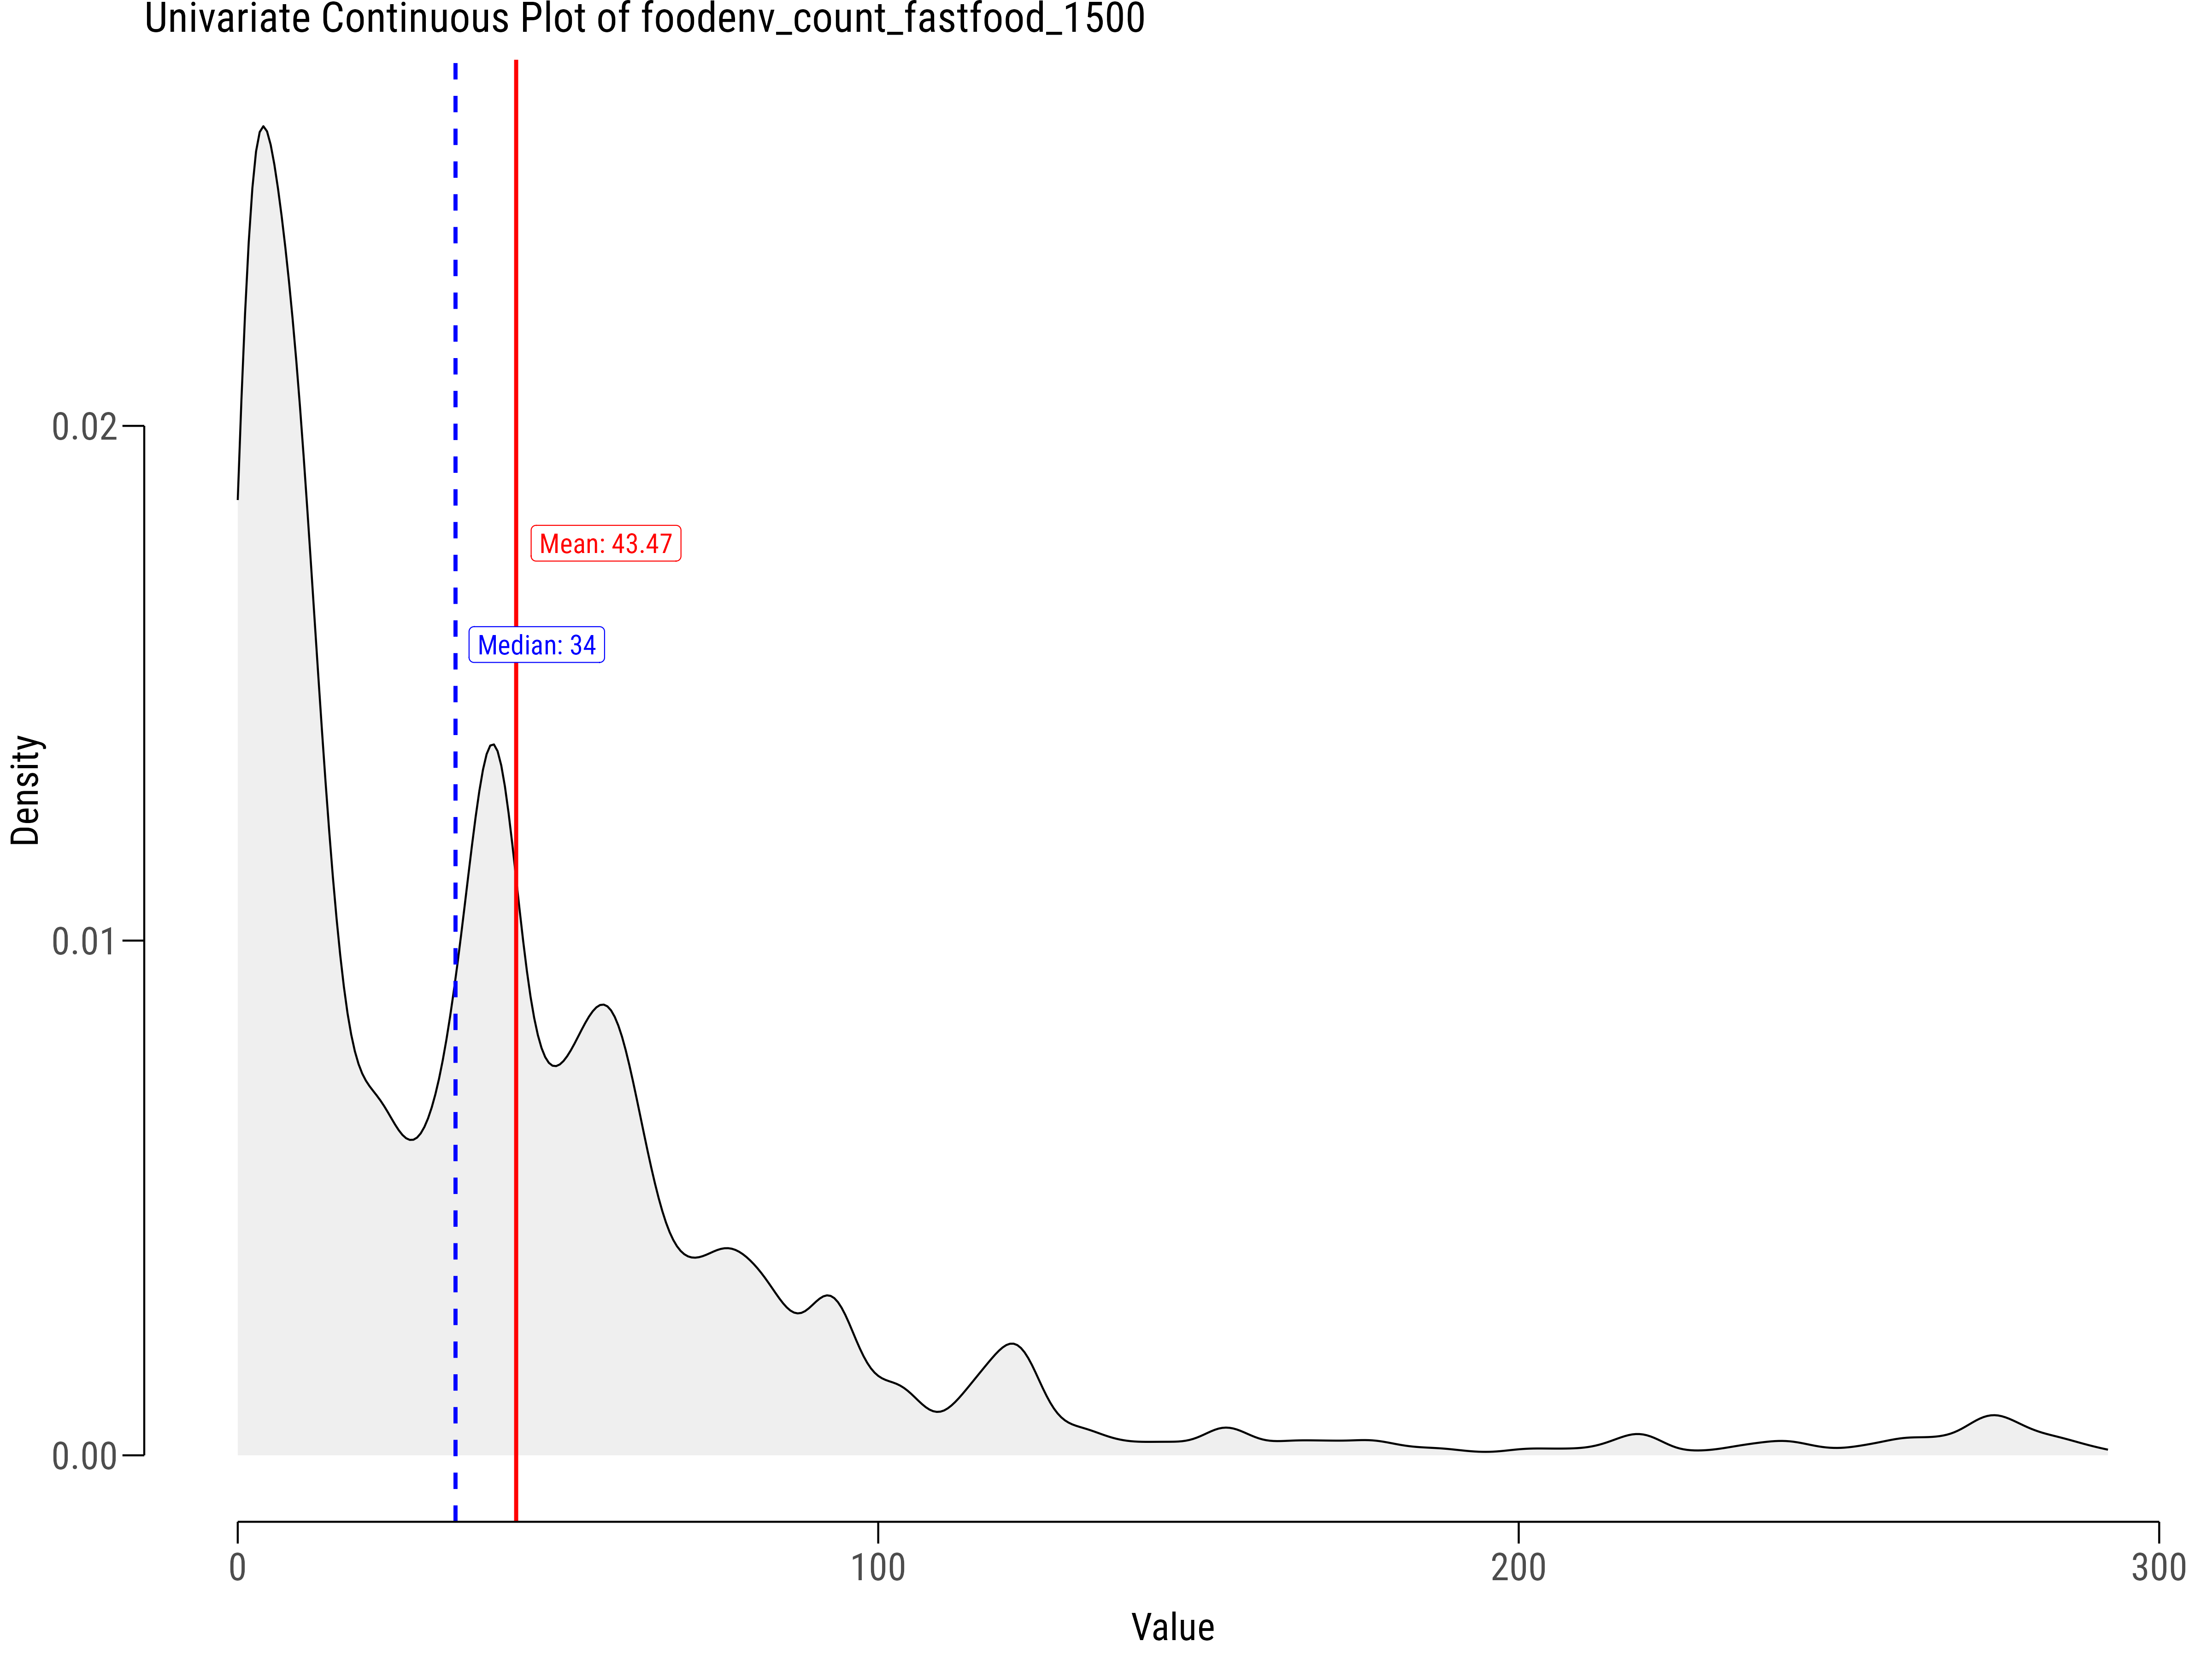 Univariate Continuous Plot of foodenv_count_fastfood_1500
0.02
Mean: 43.47
Median: 34
Density
0.01
0.00
0
100
200
300
Value